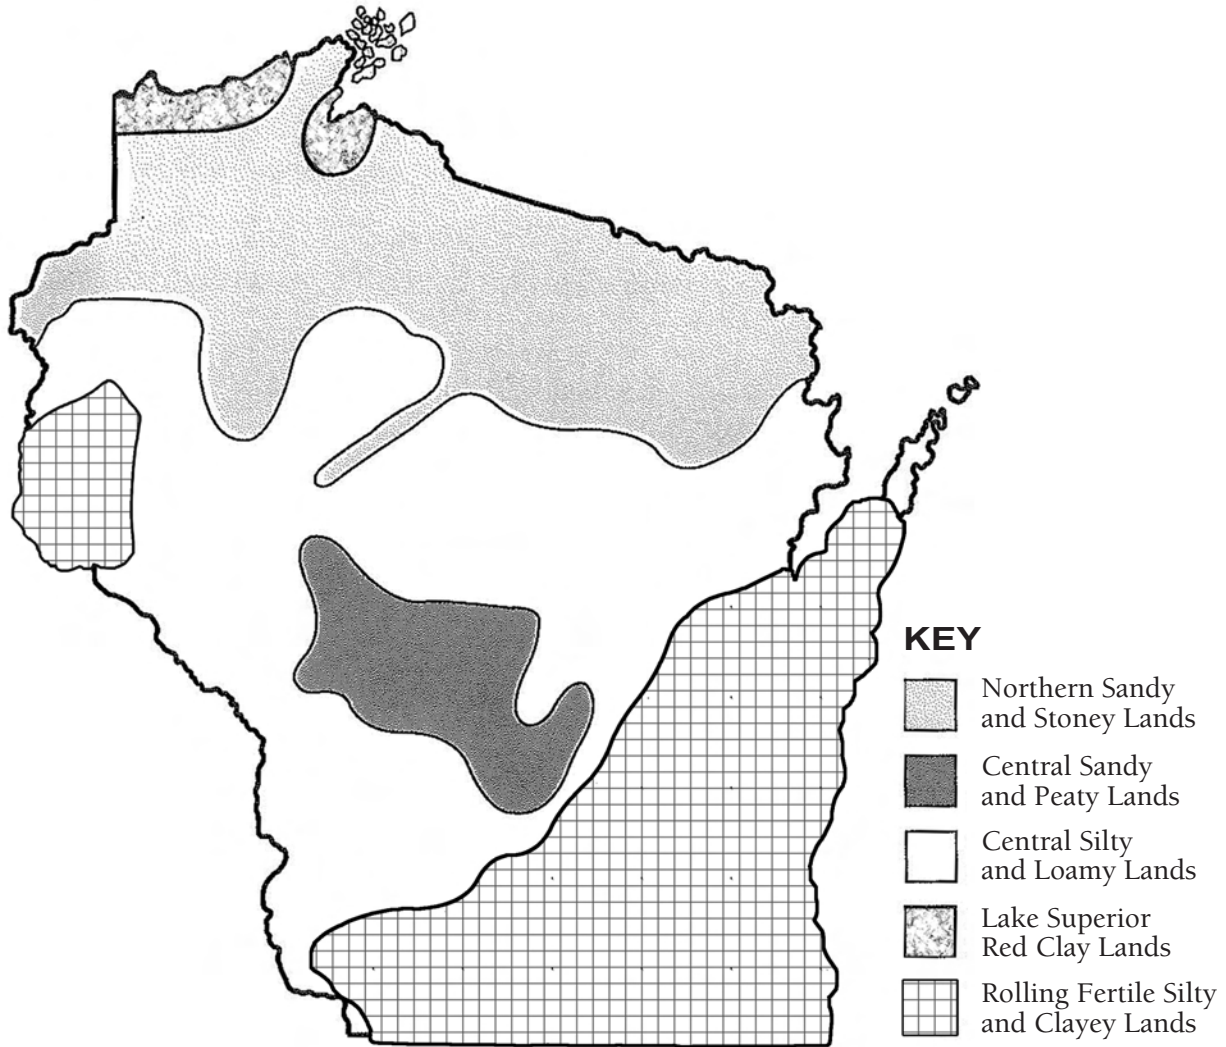 KEY
Northern Sandy
and Stoney Lands
Central Sandy
and Peaty Lands
Central Silty
and Loamy Lands
Lake Superior
Red Clay Lands
Rolling Fertile Silty
and Clayey Lands